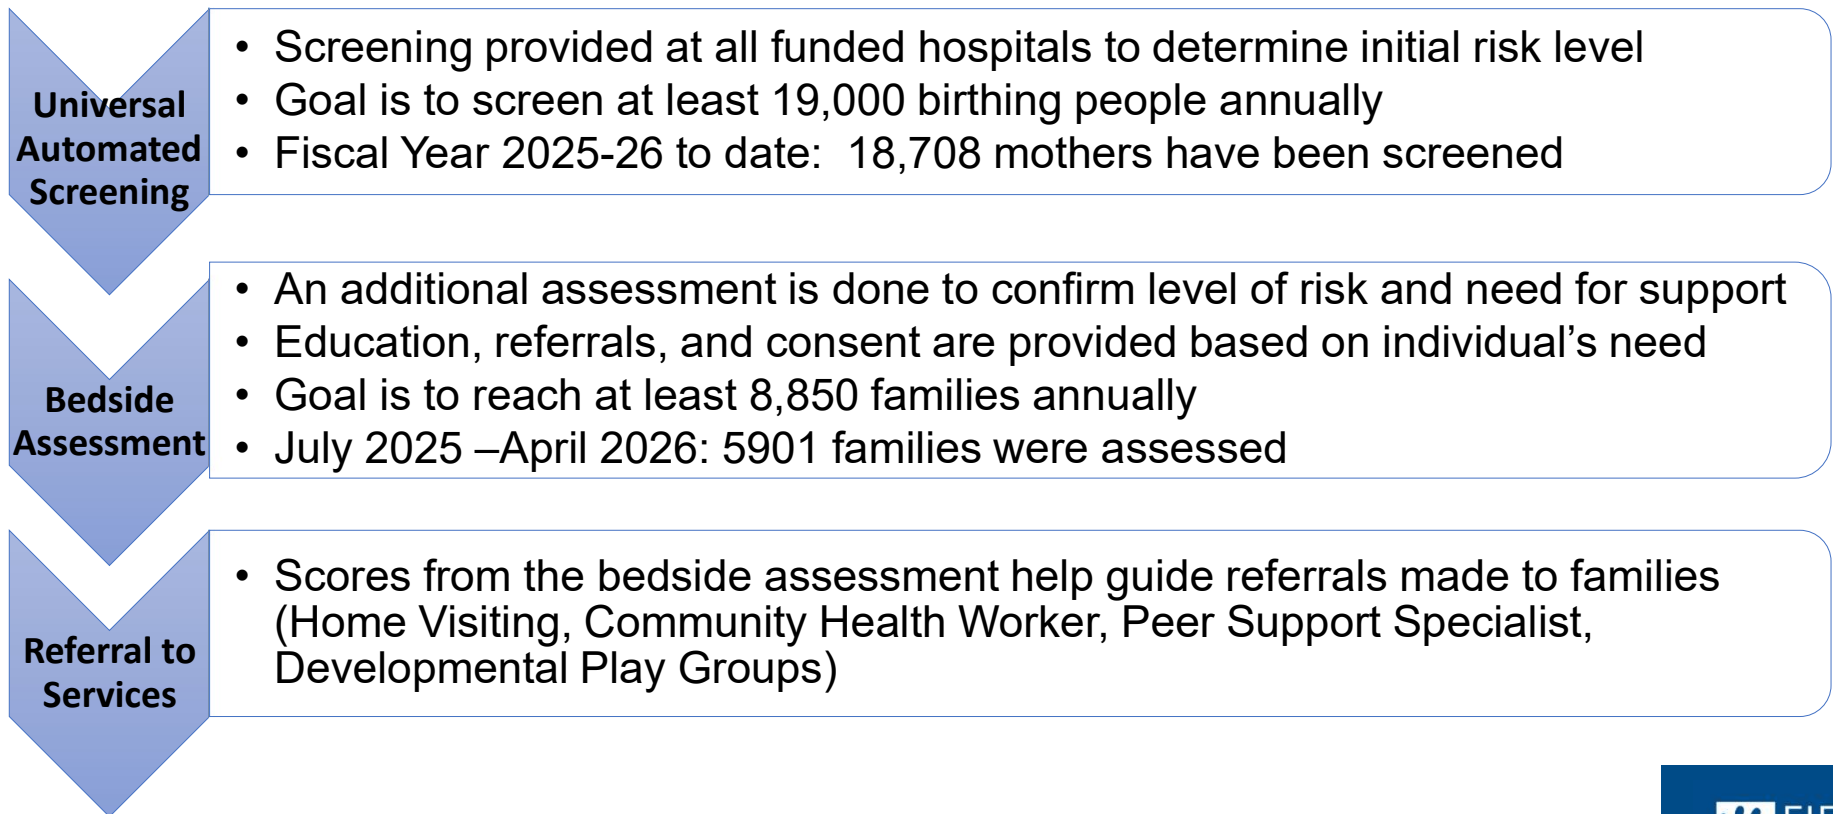 Universal
Automated
Screening
• Screening provided at all funded hospitals to determine initial risk level
• Goal is to screen at least 19,000 birthing people annually
• Fiscal Year 2025-26 to date:  18,708 mothers have been screened
Bedside
Assessment
• An additional assessment is done to confirm level of risk and need for support
• Education, referrals, and consent are provided based on individual’s need
• Goal is to reach at least 8,850 families annually
• July 2025 –April 2026: 5901 families were assessed
Referral to
Services
• Scores from the bedside assessment help guide referrals made to families
(Home Visiting, Community Health Worker, Peer Support Specialist,
Developmental Play Groups)